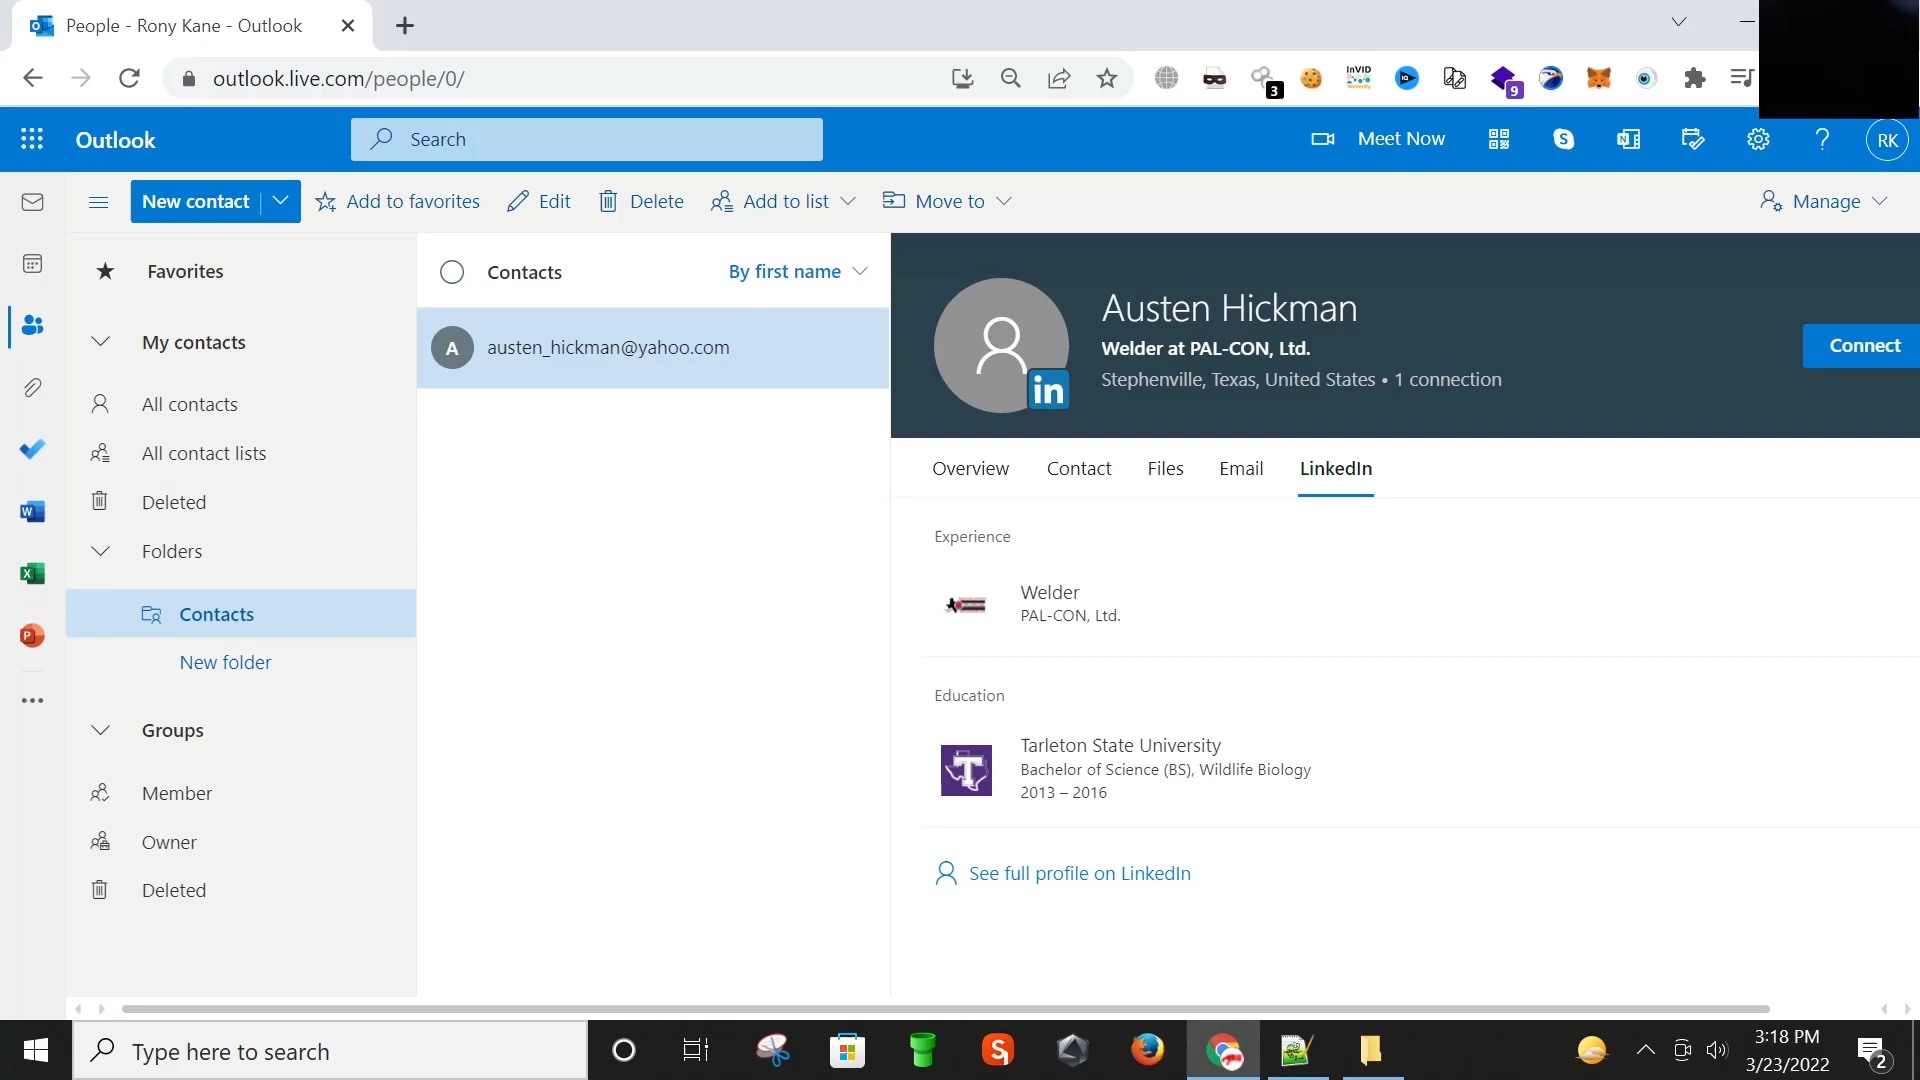 People - Rony Kane - Outlook
outlook.live.com/people/0/
InVID
3
9
Outlook
Search
Meet Now
RK
New contact
Add to favorites
Edit
Delete
Add to list
Move to
Manage
Favorites
Contacts
By first name
My contacts
A
austen_hickman@yahoo.com
Austen Hickman
Welder at PAL-CON, Ltd.
Stephenville, Texas, United States • 1 connection
in
Connect
All contacts
All contact lists
Deleted
Folders
Contacts
New folder
Groups
Member
Owner
Deleted
Overview
Contact
Files
Email
LinkedIn
Experience
Welder
PAL-CON, Ltd.
Education
Tarleton State University
Bachelor of Science (BS), Wildlife Biology
2013 – 2016
See full profile on LinkedIn
Type here to search
3:18 PM
3/23/2022
2